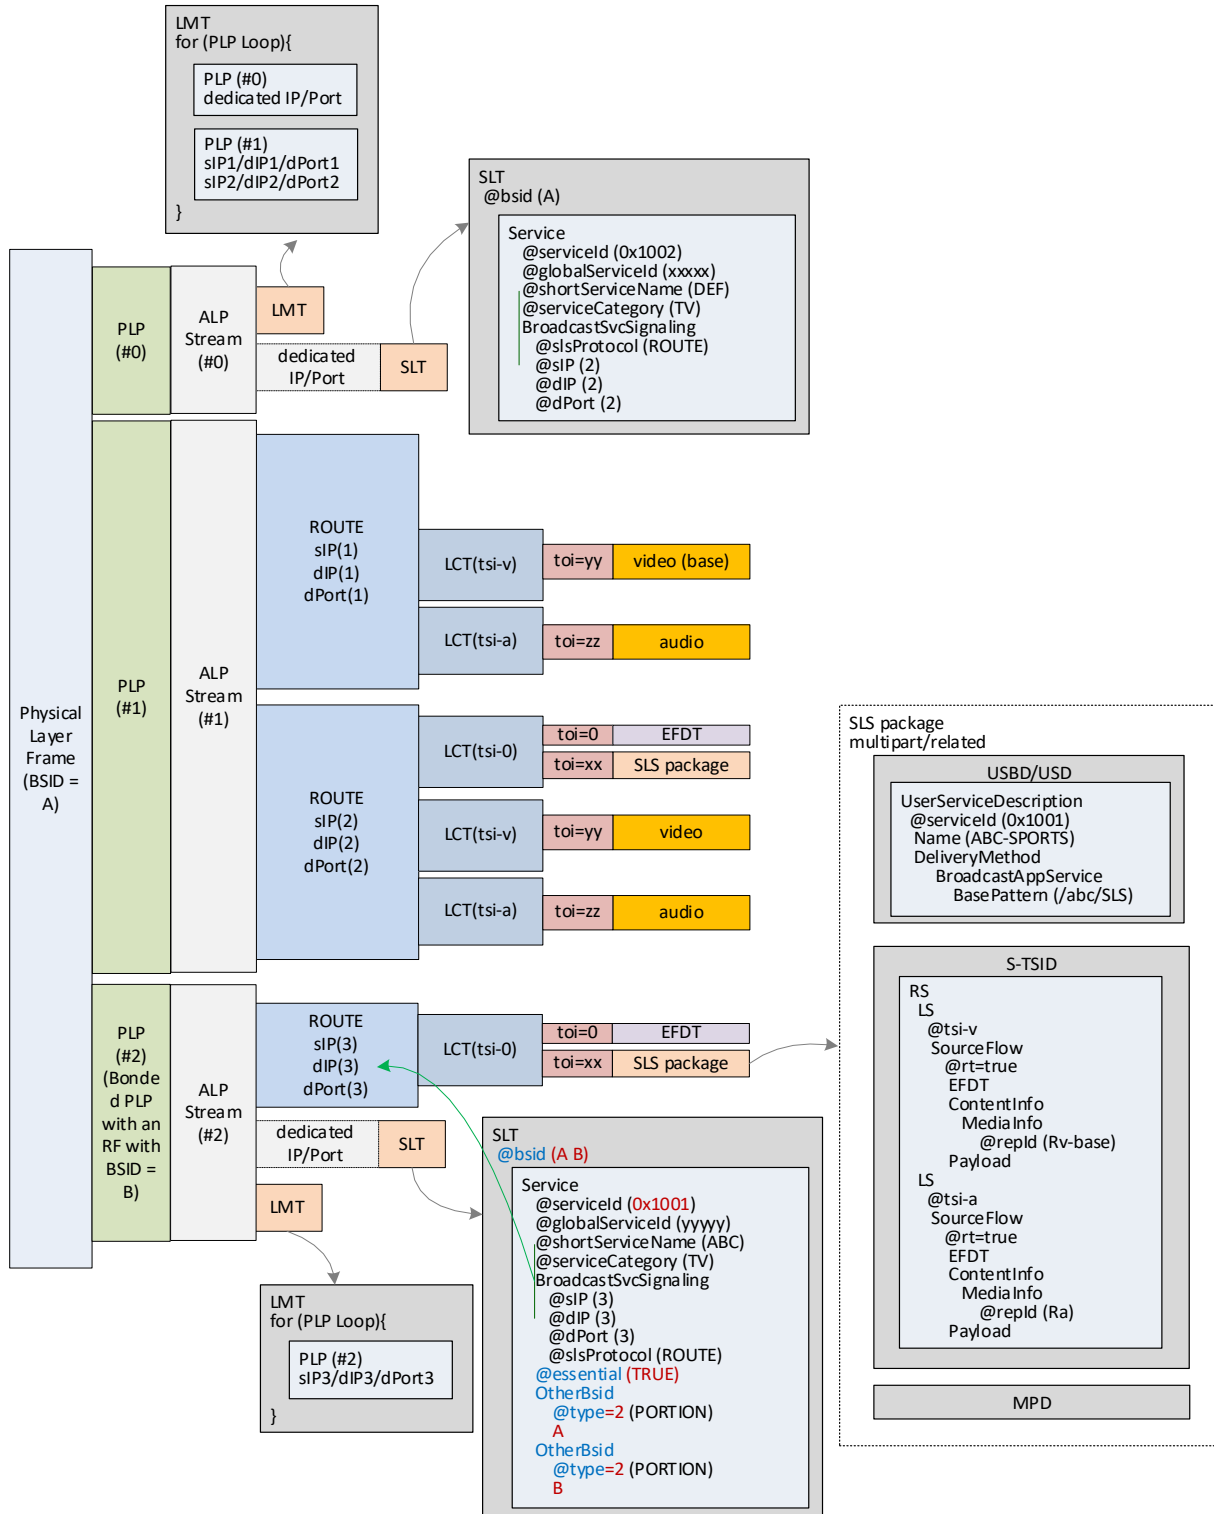 LMT
for (PLP Loop){
PLP (#0)
dedicated IP/Port
PLP (#1)
sIP1/dIP1/dPort1
sIP2/dIP2/dPort2
}
SLT
@bsid (A)
Service
@serviceId (0x1002)
@globalServiceId (xxxxx)
@shortServiceName (DEF)
@serviceCategory (TV)
BroadcastSvcSignaling
@slsProtocol (ROUTE)
@sIP (2)
@dIP (2)
@dPort (2)
Physical
Layer
Frame
(BSID =
A)
PLP
(#0)
ALP
Stream
(#0)
LMT
dedicated
IP/Port
SLT
PLP
(#1)
ALP
Stream
(#1)
ROUTE
sIP(1)
dIP(1)
dPort(1)
LCT(tsi-v)
toi=yy
video (base)
LCT(tsi-a)
toi=zz
audio
ROUTE
sIP(2)
dIP(2)
dPort(2)
LCT(tsi-0)
toi=0
EFDT
toi=xx
SLS package
LCT(tsi-v)
toi=yy
video
LCT(tsi-a)
toi=zz
audio
PLP
(#2)
(Bonde
d PLP
with an
RF with
BSID =
B)
ALP
Stream
(#2)
ROUTE
sIP(3)
dIP(3)
dPort(3)
LCT(tsi-0)
toi=0
EFDT
toi=xx
SLS package
dedicated
IP/Port
SLT
LMT
LMT
for (PLP Loop){
PLP (#2)
sIP3/dIP3/dPort3
}
SLT
@bsid (A B)
Service
@serviceId (0x1001)
@globalServiceId (yyyyy)
@shortServiceName (ABC)
@serviceCategory (TV)
BroadcastSvcSignaling
@sIP (3)
@dIP (3)
@dPort (3)
@slsProtocol (ROUTE)
@essential (TRUE)
OtherBsid
@type=2 (PORTION)
A
OtherBsid
@type=2 (PORTION)
B
SLS package
multipart/related
USBD/USD
UserServiceDescription
@serviceId (0x1001)
Name (ABC-SPORTS)
DeliveryMethod
BroadcastAppService
BasePattern (/abc/SLS)
S-TSID
RS
LS
@tsi-v
SourceFlow
@rt=true
EFDT
ContentInfo
MediaInfo
@repId (Rv-base)
Payload
LS
@tsi-a
SourceFlow
@rt=true
EFDT
ContentInfo
MediaInfo
@repId (Ra)
Payload
MPD